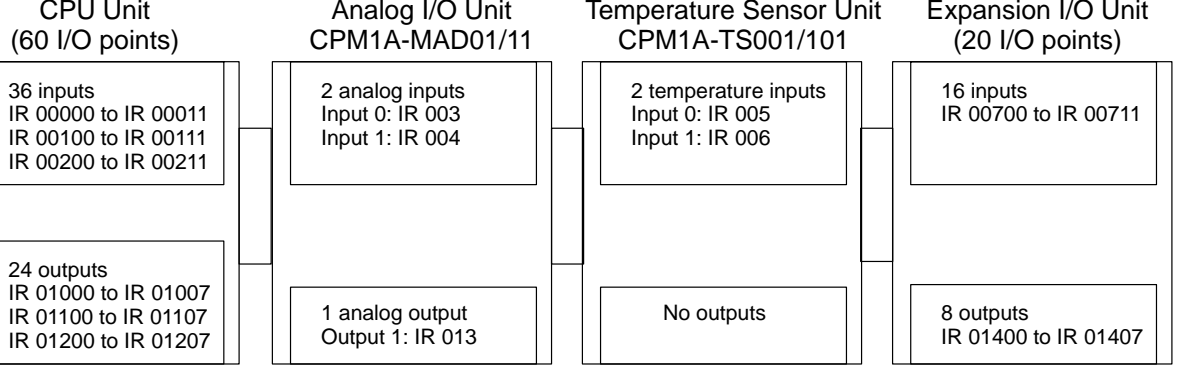 CPU Unit
(60 I/O points)
36 inputs
IR 00000 to IR 00011
IR 00100 to IR 00111
IR 00200 to IR 00211
24 outputs
IR 01000 to IR 01007
IR 01100 to IR 01107
IR 01200 to IR 01207
Analog I/O Unit
CPM1A-MAD01/11
2 analog inputs
Input 0: IR 003
Input 1: IR 004
1 analog output
Output 1: IR 013
Temperature Sensor Unit
CPM1A-TS001/101
2 temperature inputs
Input 0: IR 005
Input 1: IR 006
No outputs
Expansion I/O Unit
(20 I/O points)
16 inputs
IR 00700 to IR 00711
8 outputs
IR 01400 to IR 01407